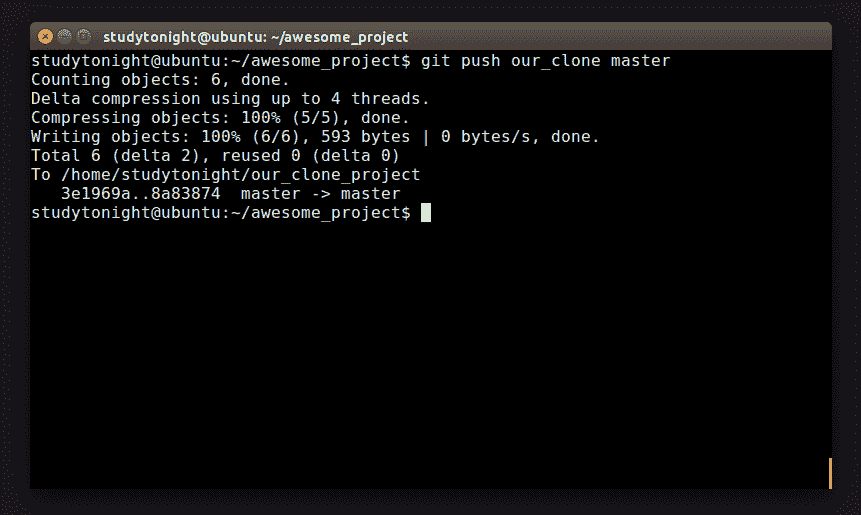 studytonight@ubuntu: ~/awesome_project
studytonight@ubuntu:~/awesome_project$ git push our_clone master
Counting objects: 6, done.
Delta compression using up to 4 threads.
Compressing objects: 100% (5/5), done.
Writing objects: 100% (6/6), 593 bytes | 0 bytes/s, done.
Total 6 (delta 2), reused 0 (delta 0)
To /home/studytonight/our_clone_project
   3e1969a..8a83874  master -> master
studytonight@ubuntu:~/awesome_project$